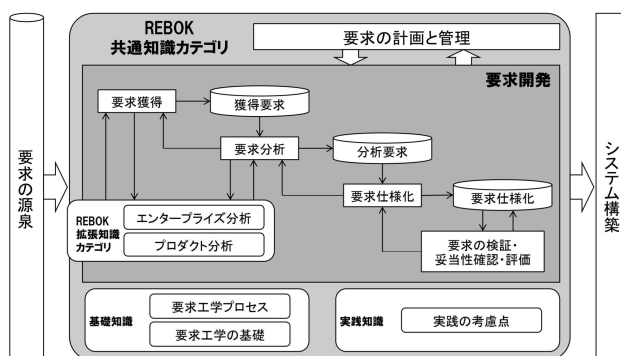 REBOK
共通知識カテゴリ
要求の計画と管理
要求開発
要求の源泉
要求獲得
獲得要求
要求分析
分析要求
要求仕様化
要求仕様化
要求の検証・
妥当性確認・評価
REBOK
拡張知識
カテゴリ
エンタープライズ分析
プロダクト分析
システム構築
基礎知識
要求工学プロセス
要求工学の基礎
実践知識
実践の考慮点